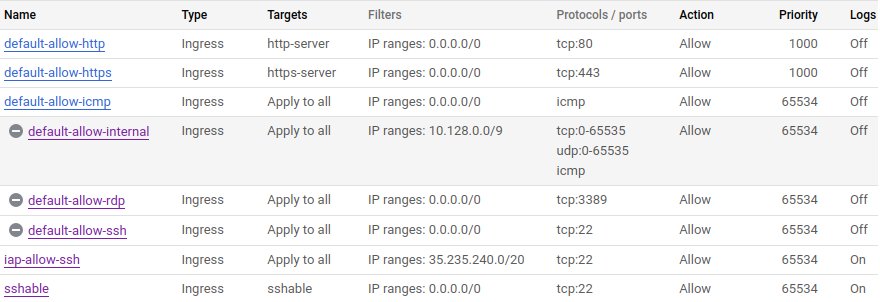 Name Type Targets Filters Protocols / ports Action Priority Logs
default-allow-http Ingress http-server IP ranges: 0.0.0.0/0 tcp:80 Allow 1000 Off
default-allow-https Ingress https-server IP ranges: 0.0.0.0/0 tcp:443 Allow 1000 Off
default-allow-icmp Ingress Apply to all IP ranges: 0.0.0.0/0 icmp Allow 65534 Off
default-allow-internal Ingress Apply to all IP ranges: 10.128.0.0/9 tcp:0-65535 Allow 65534 Off
udp:0-65535
icmp
default-allow-rdp Ingress Apply to all IP ranges: 0.0.0.0/0 tcp:3389 Allow 65534 Off
default-allow-ssh Ingress Apply to all IP ranges: 0.0.0.0/0 tcp:22 Allow 65534 Off
iap-allow-ssh Ingress Apply to all IP ranges: 35.235.240.0/20 tcp:22 Allow 65534 On
sshable Ingress sshable IP ranges: 0.0.0.0/0 tcp:22 Allow 65534 On